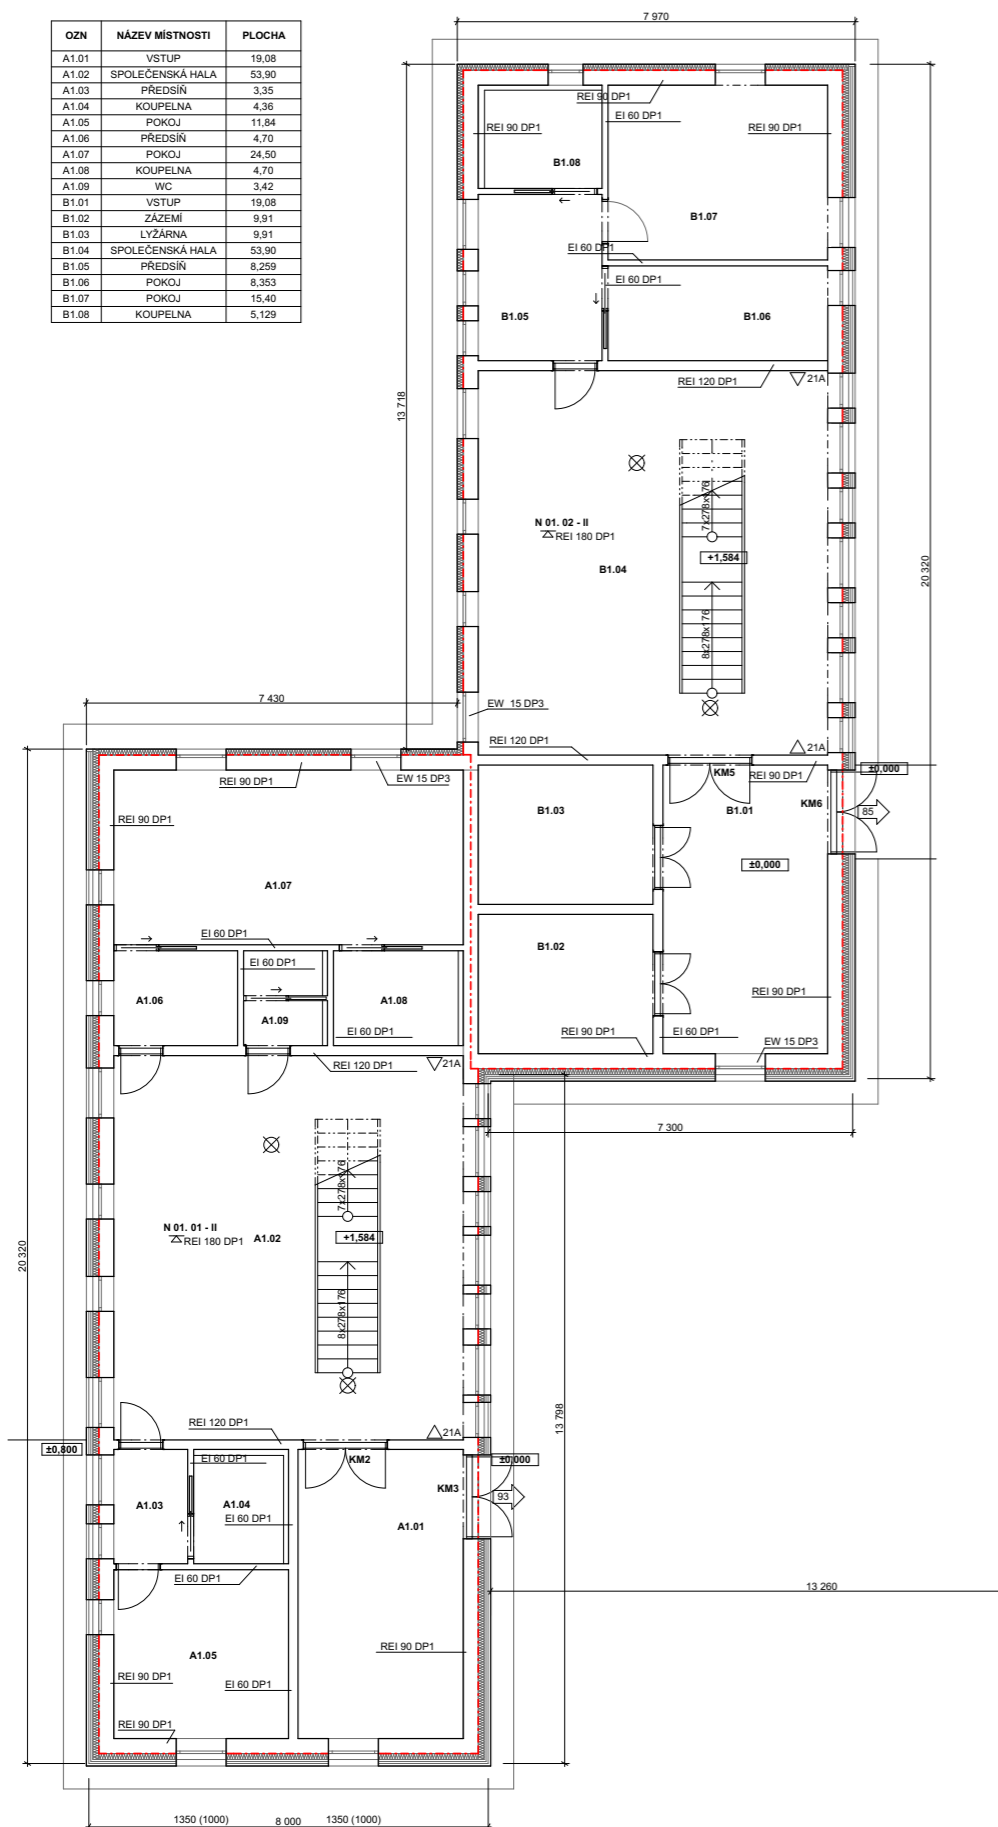 OZN NÁZEV MÍSTNOSTI PLOCHA
A1.01 VSTUP 19,08
A1.02 SPOLEČENSKÁ HALA 53,90
A1.03 PŘEDSÍŇ 3,35
A1.04 KOUPELNA 4,36
A1.05 POKOJ 11,84
A1.06 PŘEDSÍŇ 4,70
A1.07 POKOJ 24,50
A1.08 KOUPELNA 4,70
A1.09 WC 3,42
B1.01 VSTUP 19,08
B1.02 ZÁZEMÍ 9,91
B1.03 LYŽÁRNA 9,91
B1.04 SPOLEČENSKÁ HALA 53,90
B1.05 PŘEDSÍŇ 8,259
B1.06 POKOJ 8,353
B1.07 POKOJ 15,40
B1.08 KOUPELNA 5,129
7 970
REI 90 DP1
EI 60 DP1
REI 90 DP1
REI 90 DP1
B1.08
B1.07
EI 60 DP1
EI 60 DP1
B1.05
B1.06
REI 120 DP1
21A
13 718
20 320
N 01. 02 - II
REI 180 DP1
B1.04
7x278x176
+1,584
8x278x176
7 430
EW 15 DP3
REI 120 DP1
21A
REI 90 DP1
KM5
±0,000
REI 90 DP1
EW 15 DP3
REI 90 DP1
B1.03
B1.01
KM6
85
±0,000
A1.07
EI 60 DP1
EI 60 DP1
B1.02
A1.06
A1.08
A1.09
REI 90 DP1
EI 60 DP1
REI 90 DP1
EI 60 DP1
EW 15 DP3
REI 120 DP1
21A
7 300
20 320
N 01. 01 - II
REI 180 DP1
A1.02
7x278x176
+1,584
8x278x176
13 798
REI 120 DP1
21A
±0,800
EI 60 DP1
KM2
±0,000
KM3
93
A1.03
A1.04
EI 60 DP1
A1.01
EI 60 DP1
13 260
A1.05
REI 90 DP1
REI 90 DP1
EI 60 DP1
REI 90 DP1
1350 (1000)
8 000
1350 (1000)